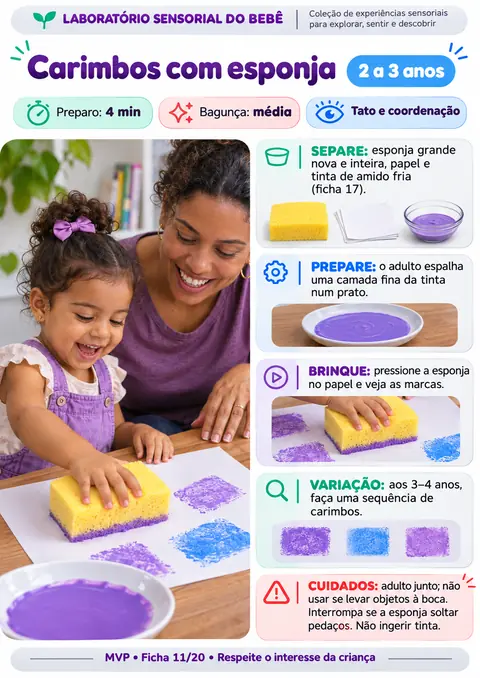 LABORATÓRIO SENSORIAL DO BEBÊ
Coleção de experiências sensoriais
para explorar, sentir e descobrir
Carimbos com esponja
2 a 3 anos
Preparo: 4 min
Bagunça: média
Tato e coordenação
SEPARE: esponja grande
nova e inteira, papel e
tinta de amido fria
(ficha 17).
PREPARE: o adulto espalha
uma camada fina da tinta
num prato.
BRINQUE: pressione a esponja
no papel e veja as marcas.
VARIAÇÃO: aos 3–4 anos,
faça uma sequência de
carimbos.
CUIDADOS: adulto junto; não
usar se levar objetos à boca.
Interrompa se a esponja soltar
pedaços. Não ingerir tinta.
MVP • Ficha 11/20 • Respeite o interesse da criança